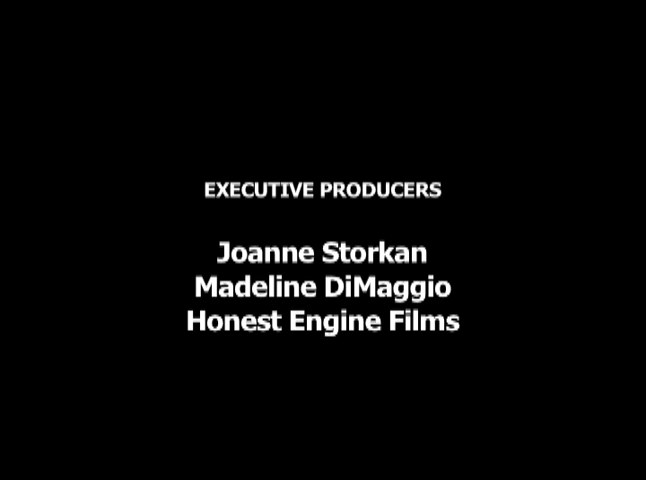 EXECUTIVE PRODUCERS
Joanne Storkan
Madeline DiMaggio
Honest Engine Films